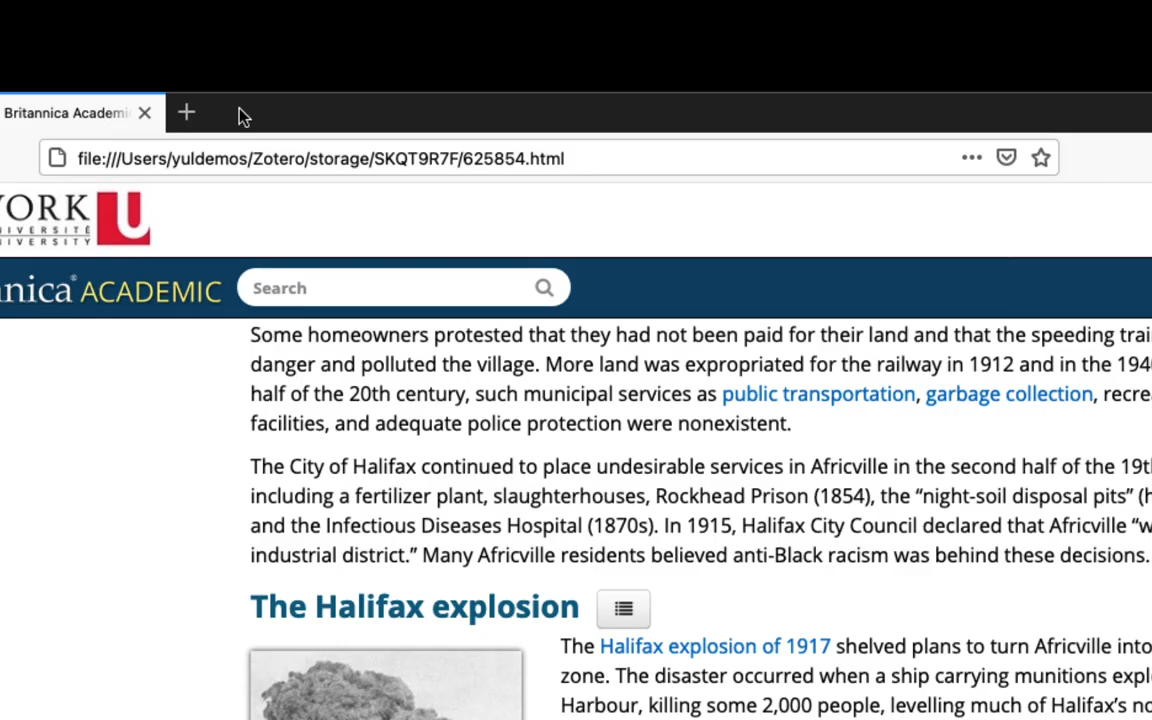 Britannica Academi
file:///Users/yuldemos/Zotero/storage/SKQT9R7F/625854.html
YORK
UNIVERSITÉ
UNIVERSITY
U
nnica® ACADEMIC
Search
Some homeowners protested that they had not been paid for their land and that the speeding trai
danger and polluted the village. More land was expropriated for the railway in 1912 and in the 194
half of the 20th century, such municipal services as public transportation, garbage collection, recre
facilities, and adequate police protection were nonexistent.
The City of Halifax continued to place undesirable services in Africville in the second half of the 19t
including a fertilizer plant, slaughterhouses, Rockhead Prison (1854), the “night-soil disposal pits” (h
and the Infectious Diseases Hospital (1870s). In 1915, Halifax City Council declared that Africville “w
industrial district.” Many Africville residents believed anti-Black racism was behind these decisions.
The Halifax explosion
The Halifax explosion of 1917 shelved plans to turn Africville into
zone. The disaster occurred when a ship carrying munitions expl
Harbour, killing some 2,000 people, levelling much of Halifax’s no